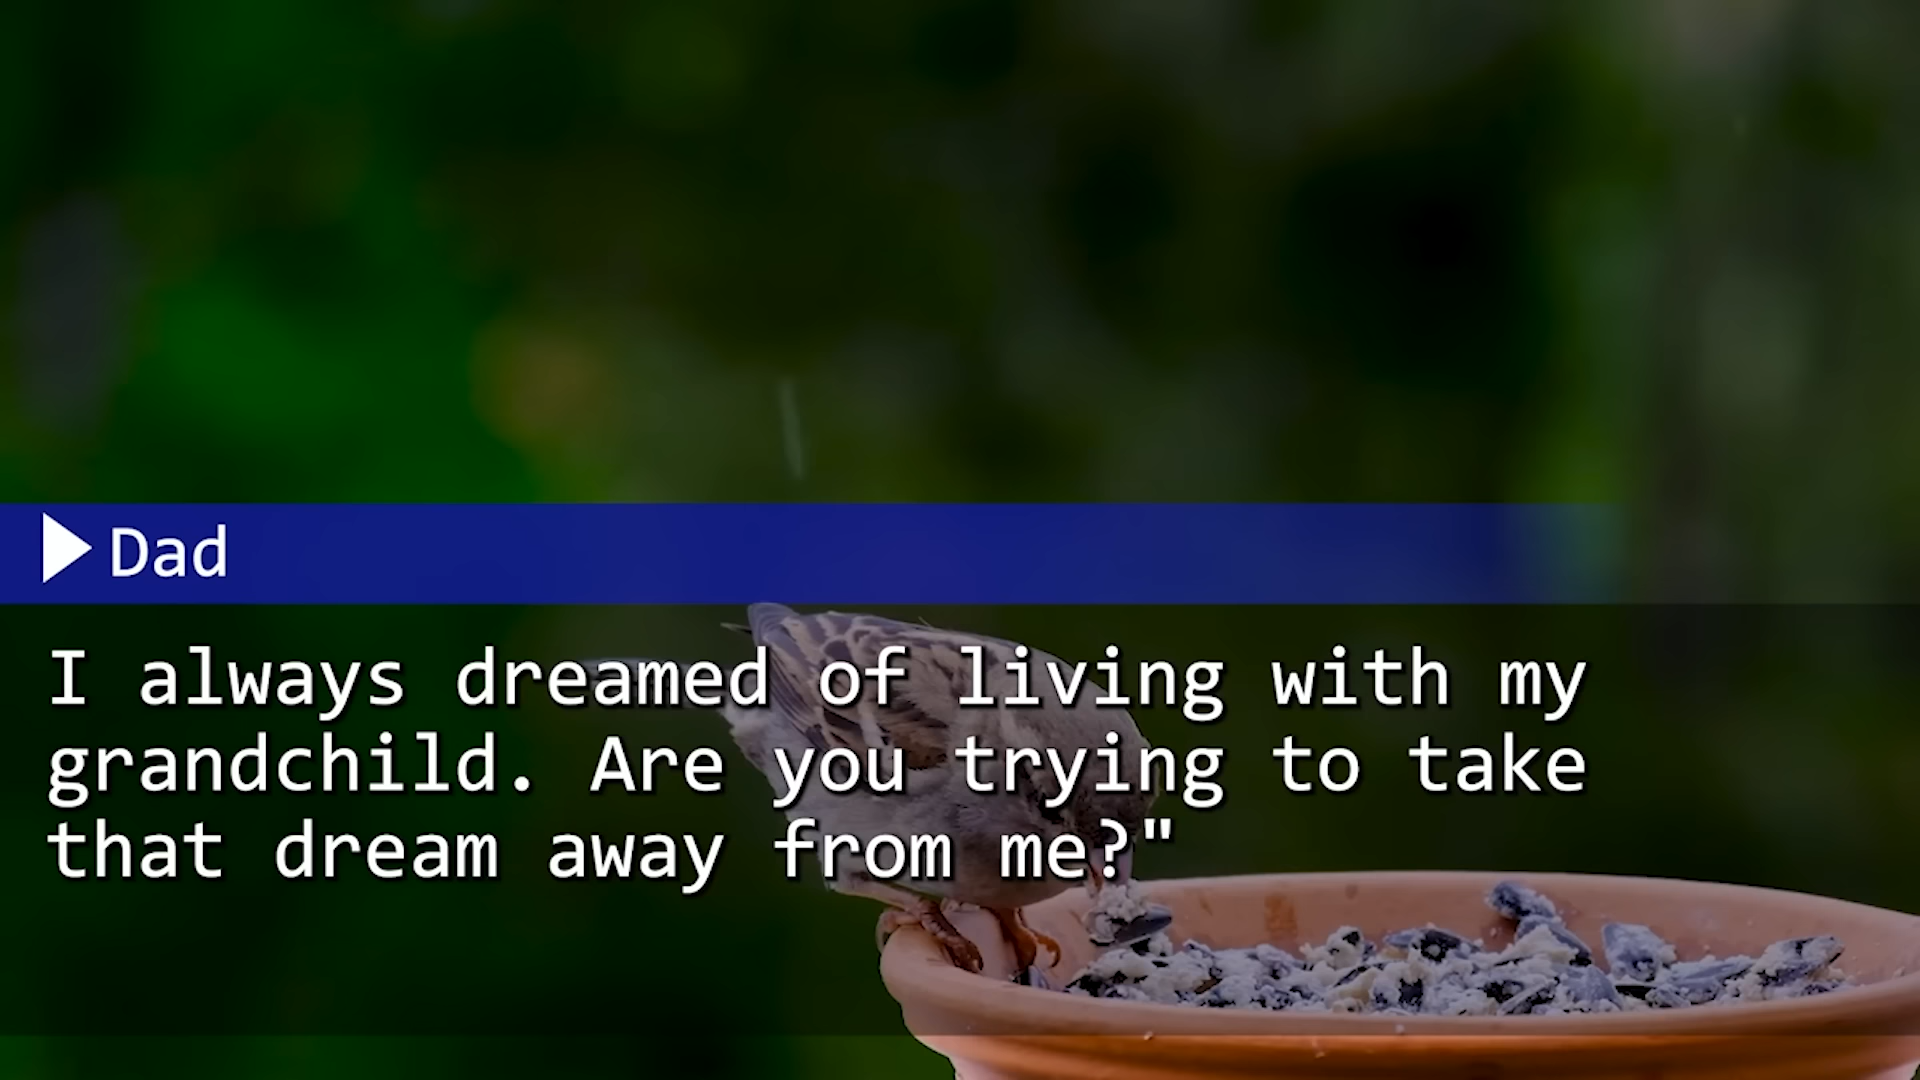 Dad
I always dreamed of living with my
grandchild. Are you trying to take
that dream away from me?"